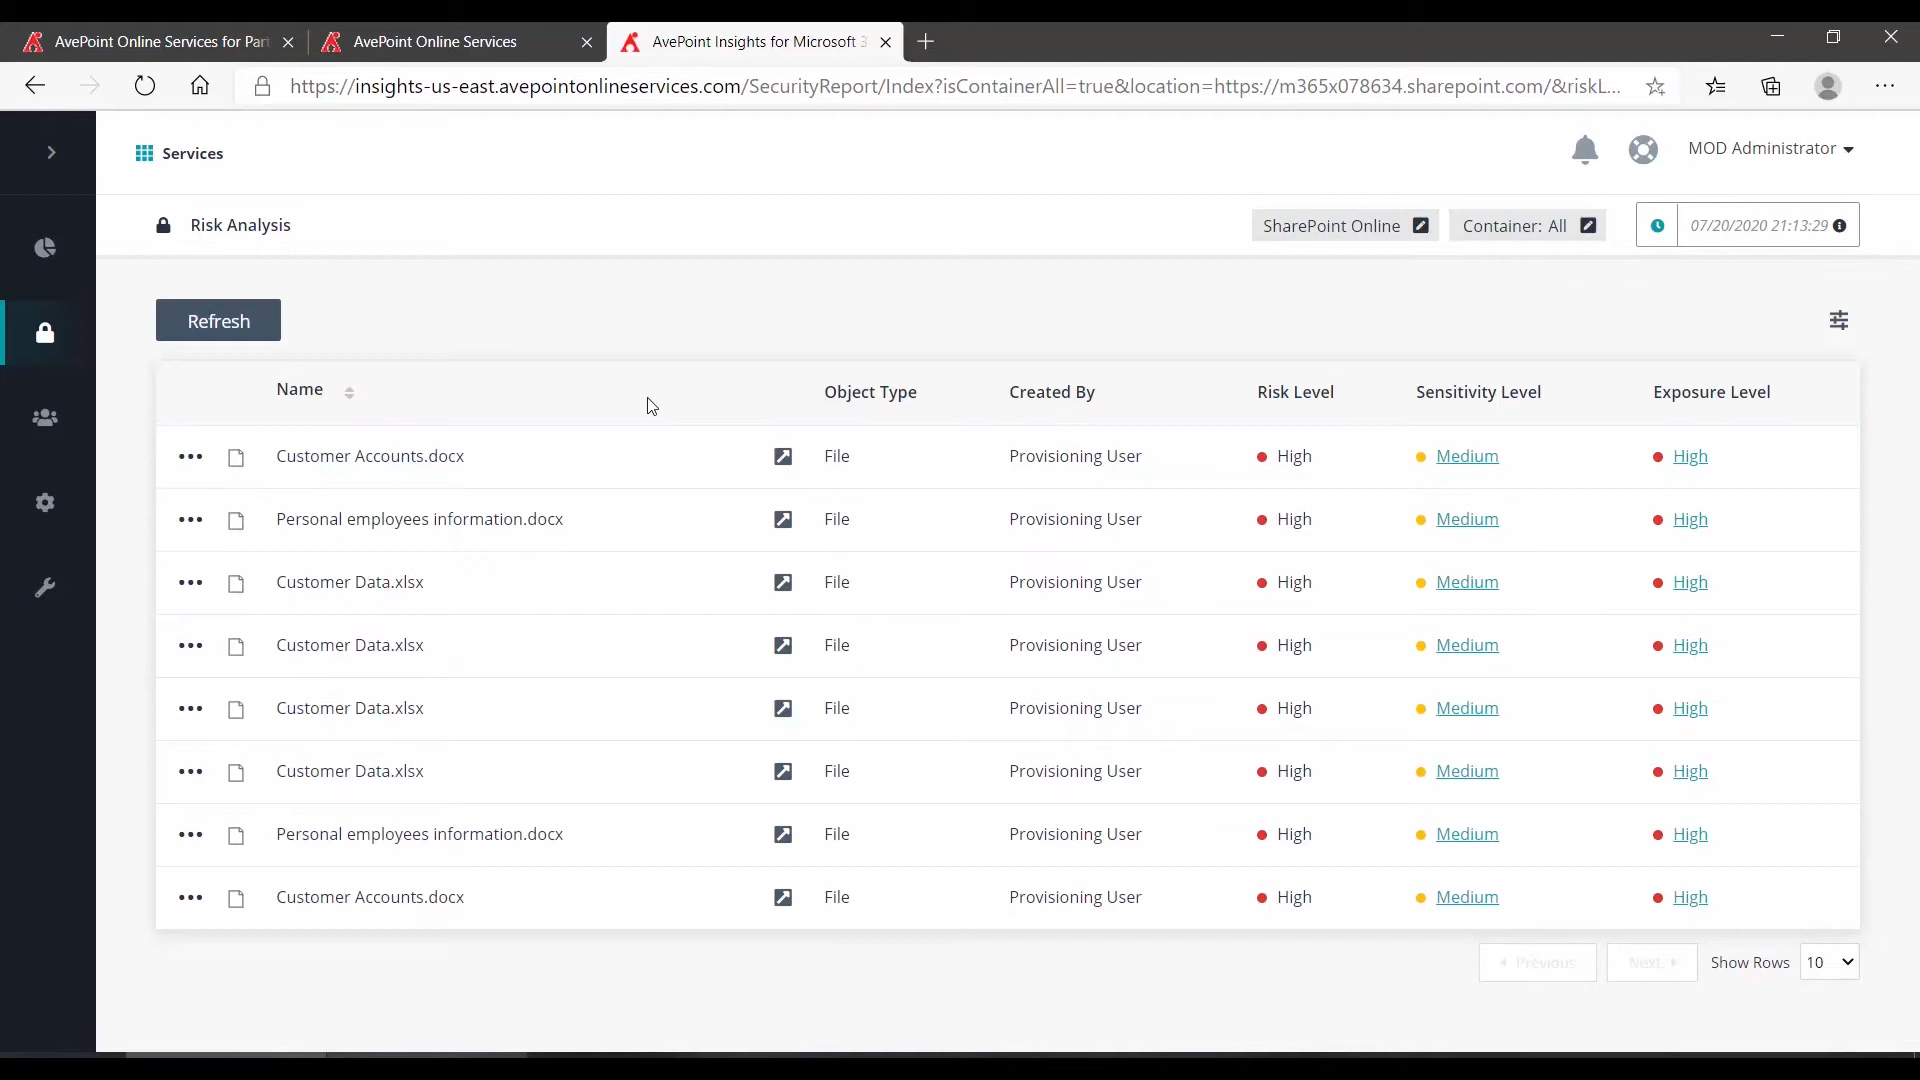 AvePoint Online Services for Part
AvePoint Online Services
AvePoint Insights for Microsoft 3
https://insights-us-east.avepointonlineservices.com/SecurityReport/Index?isContainerAll=true&location=https://m365x078634.sharepoint.com/&riskL...
Services
MOD Administrator
Risk Analysis
SharePoint Online
Container: All
07/20/2020 21:13:29
Refresh
Name Object Type Created By Risk Level Sensitivity Level Exposure Level
Customer Accounts.docx File Provisioning User High Medium High
Personal employees information.docx File Provisioning User High Medium High
Customer Data.xlsx File Provisioning User High Medium High
Customer Data.xlsx File Provisioning User High Medium High
Customer Data.xlsx File Provisioning User High Medium High
Customer Data.xlsx File Provisioning User High Medium High
Personal employees information.docx File Provisioning User High Medium High
Customer Accounts.docx File Provisioning User High Medium High
Previous Next Show Rows 10